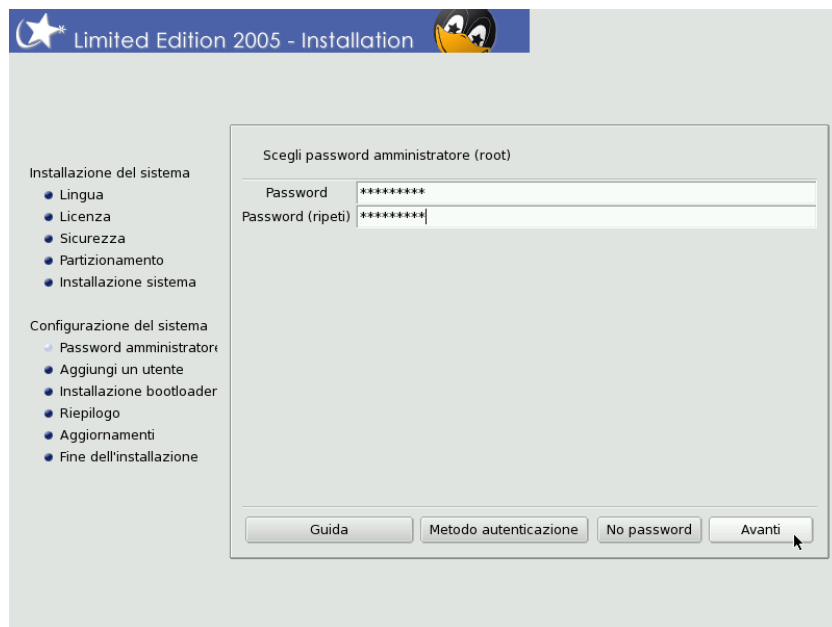 Limited Edition 2005 - Installation
Installazione del sistema
Lingua
Licenza
Sicurezza
Partizionamento
Installazione sistema
Configurazione del sistema
Password amministratore
Aggiungi un utente
Installazione bootloader
Riepilogo
Aggiornamenti
Fine dell'installazione
Scegli password amministratore (root)
Password *********
Password (ripeti) *********
Guida Metodo autenticazione No password Avanti